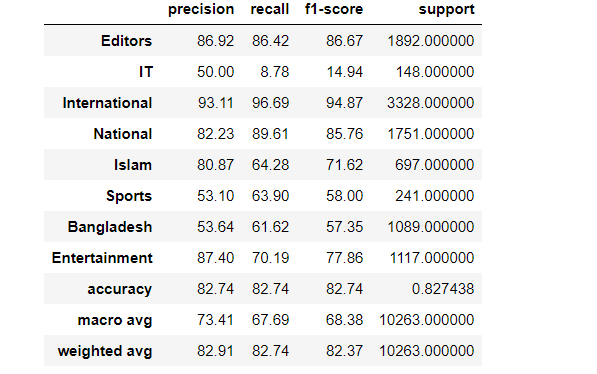 precision recall f1-score support
Editors 86.92 86.42 86.67 1892.000000
IT 50.00 8.78 14.94 148.000000
International 93.11 96.69 94.87 3328.000000
National 82.23 89.61 85.76 1751.000000
Islam 80.87 64.28 71.62 697.000000
Sports 53.10 63.90 58.00 241.000000
Bangladesh 53.64 61.62 57.35 1089.000000
Entertainment 87.40 70.19 77.86 1117.000000
accuracy 82.74 82.74 82.74 0.827438
macro avg 73.41 67.69 68.38 10263.000000
weighted avg 82.91 82.74 82.37 10263.000000